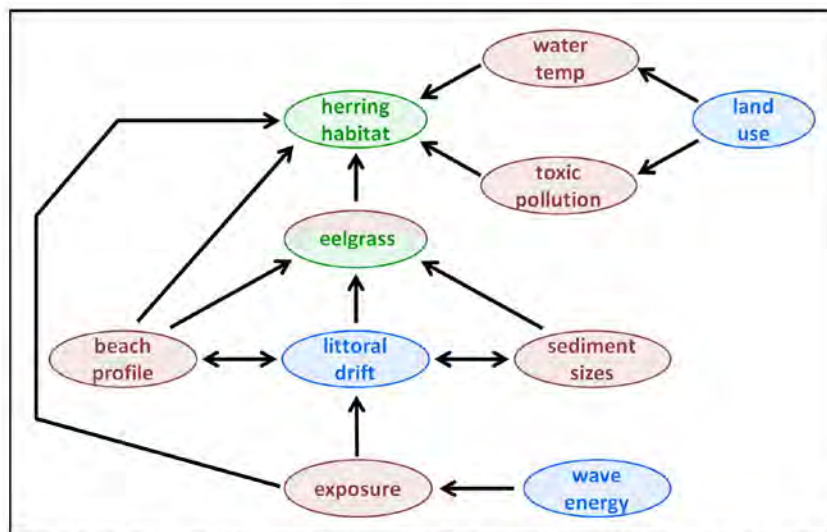 water
temp
herring
habitat
land
use
toxic
pollution
eelgrass
beach
profile
littoral
drift
sediment
sizes
exposure
wave
energy